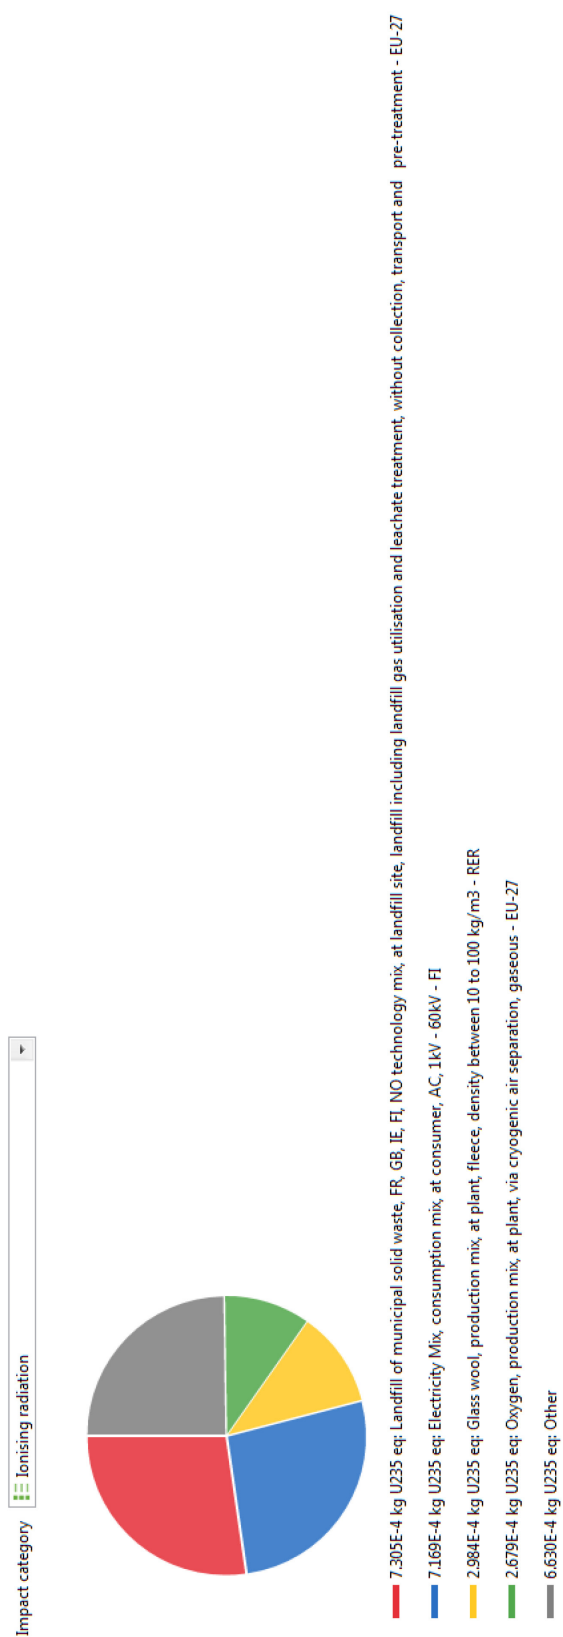 Impact category Ionising radiation
7.305E-4 kg U235 eq: Landfill of municipal solid waste, FR, GB, IE, FI, NO technology mix, at landfill site, landfill including landfill gas utilisation and leachate treatment, without collection, transport and pre-treatment - EU-27
7.169E-4 kg U235 eq: Electricity Mix, consumption mix, at consumer, AC, 1kV - 60kV - FI
2.984E-4 kg U235 eq: Glass wool, production mix, at plant, fleece, density between 10 to 100 kg/m3 - RER
2.679E-4 kg U235 eq: Oxygen, production mix, at plant, via cryogenic air separation, gaseous - EU-27
6.630E-4 kg U235 eq: Other